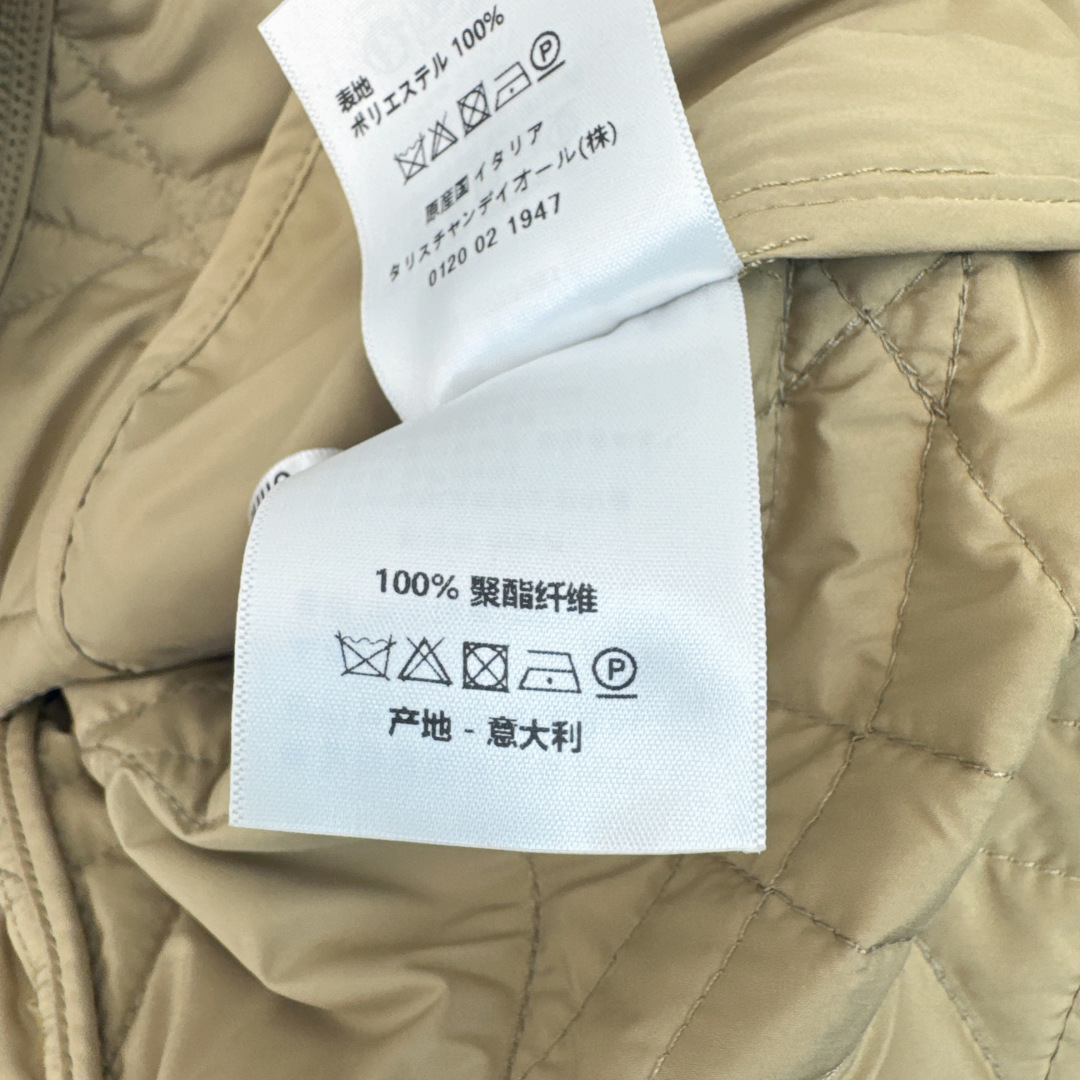 表地
ポリエステル 100%
P
原産国 イタリア
タリスチヤンデイオール(株)
0120 02 1947
100% 聚酯纤维
P
产地 - 意大利